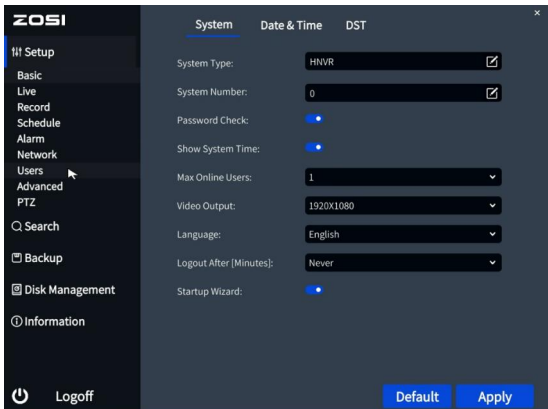 ZOSI
Setup
Basic
Live
Record
Schedule
Alarm
Network
Users
Advanced
PTZ
Search
Backup
Disk Management
Information
Logoff
System Date & Time DST
System Type: HNVR
System Number: 0
Password Check:
Show System Time:
Max Online Users: 1
Video Output: 1920X1080
Language: English
Logout After [Minutes]: Never
Startup Wizard:
Default Apply